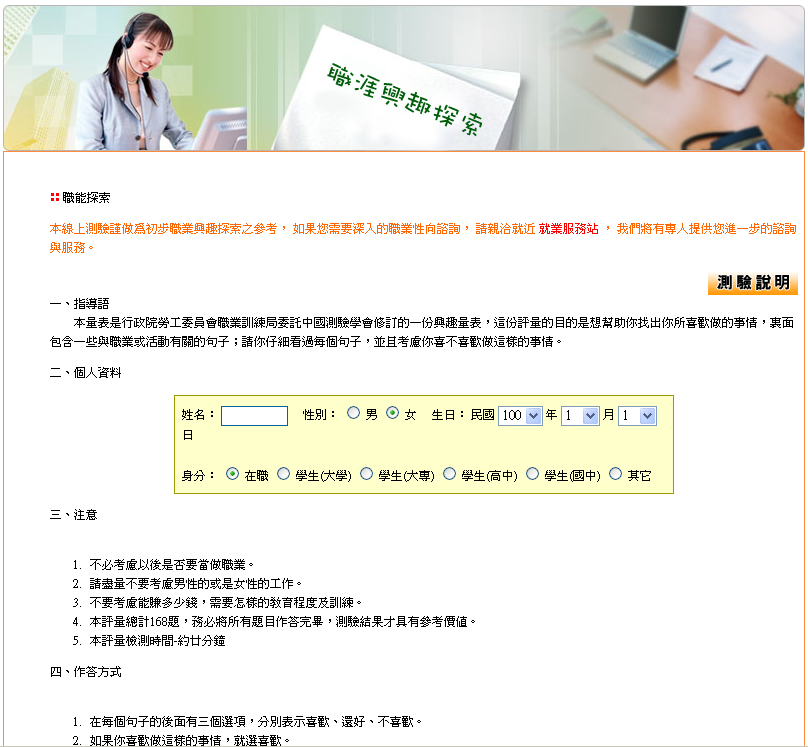 職涯興趣探索
職能探索
本線上測驗謹做為初步職業興趣探索之參考， 如果您需要深入的職業性向諮詢， 請親洽就近 就業服務站 ， 我們將有專人提供您進一步的諮詢
與服務。
測驗說明
一、指導語
本量表是行政院勞工委員會職業訓練局委託中國測驗學會修訂的一份興趣量表，這份評量的目的是想幫助你找出你所喜歡做的事情，裏面
包含一些與職業或活動有關的句子；請你仔細看過每個句子，並且考慮你喜不喜歡做這樣的事情。
二、個人資料
姓名： 性別： 男 女 生日：民國 100 年 1 月 1
日
身分： 在職 學生(大學) 學生(大專) 學生(高中) 學生(國中) 其它
三、注意
1. 不必考慮以後是否要當做職業。
2. 請盡量不要考慮男性的或是女性的工作。
3. 不要考慮能賺多少錢，需要怎樣的教育程度及訓練。
4. 本評量總計168題，務必將所有題目作答完畢，測驗結果才具有參考價值。
5. 本評量檢測時間-約廿分鐘
四、作答方式
1. 在每個句子的後面有三個選項，分別表示喜歡、還好、不喜歡。
2. 如果你喜歡做這樣的事情，就選喜歡。